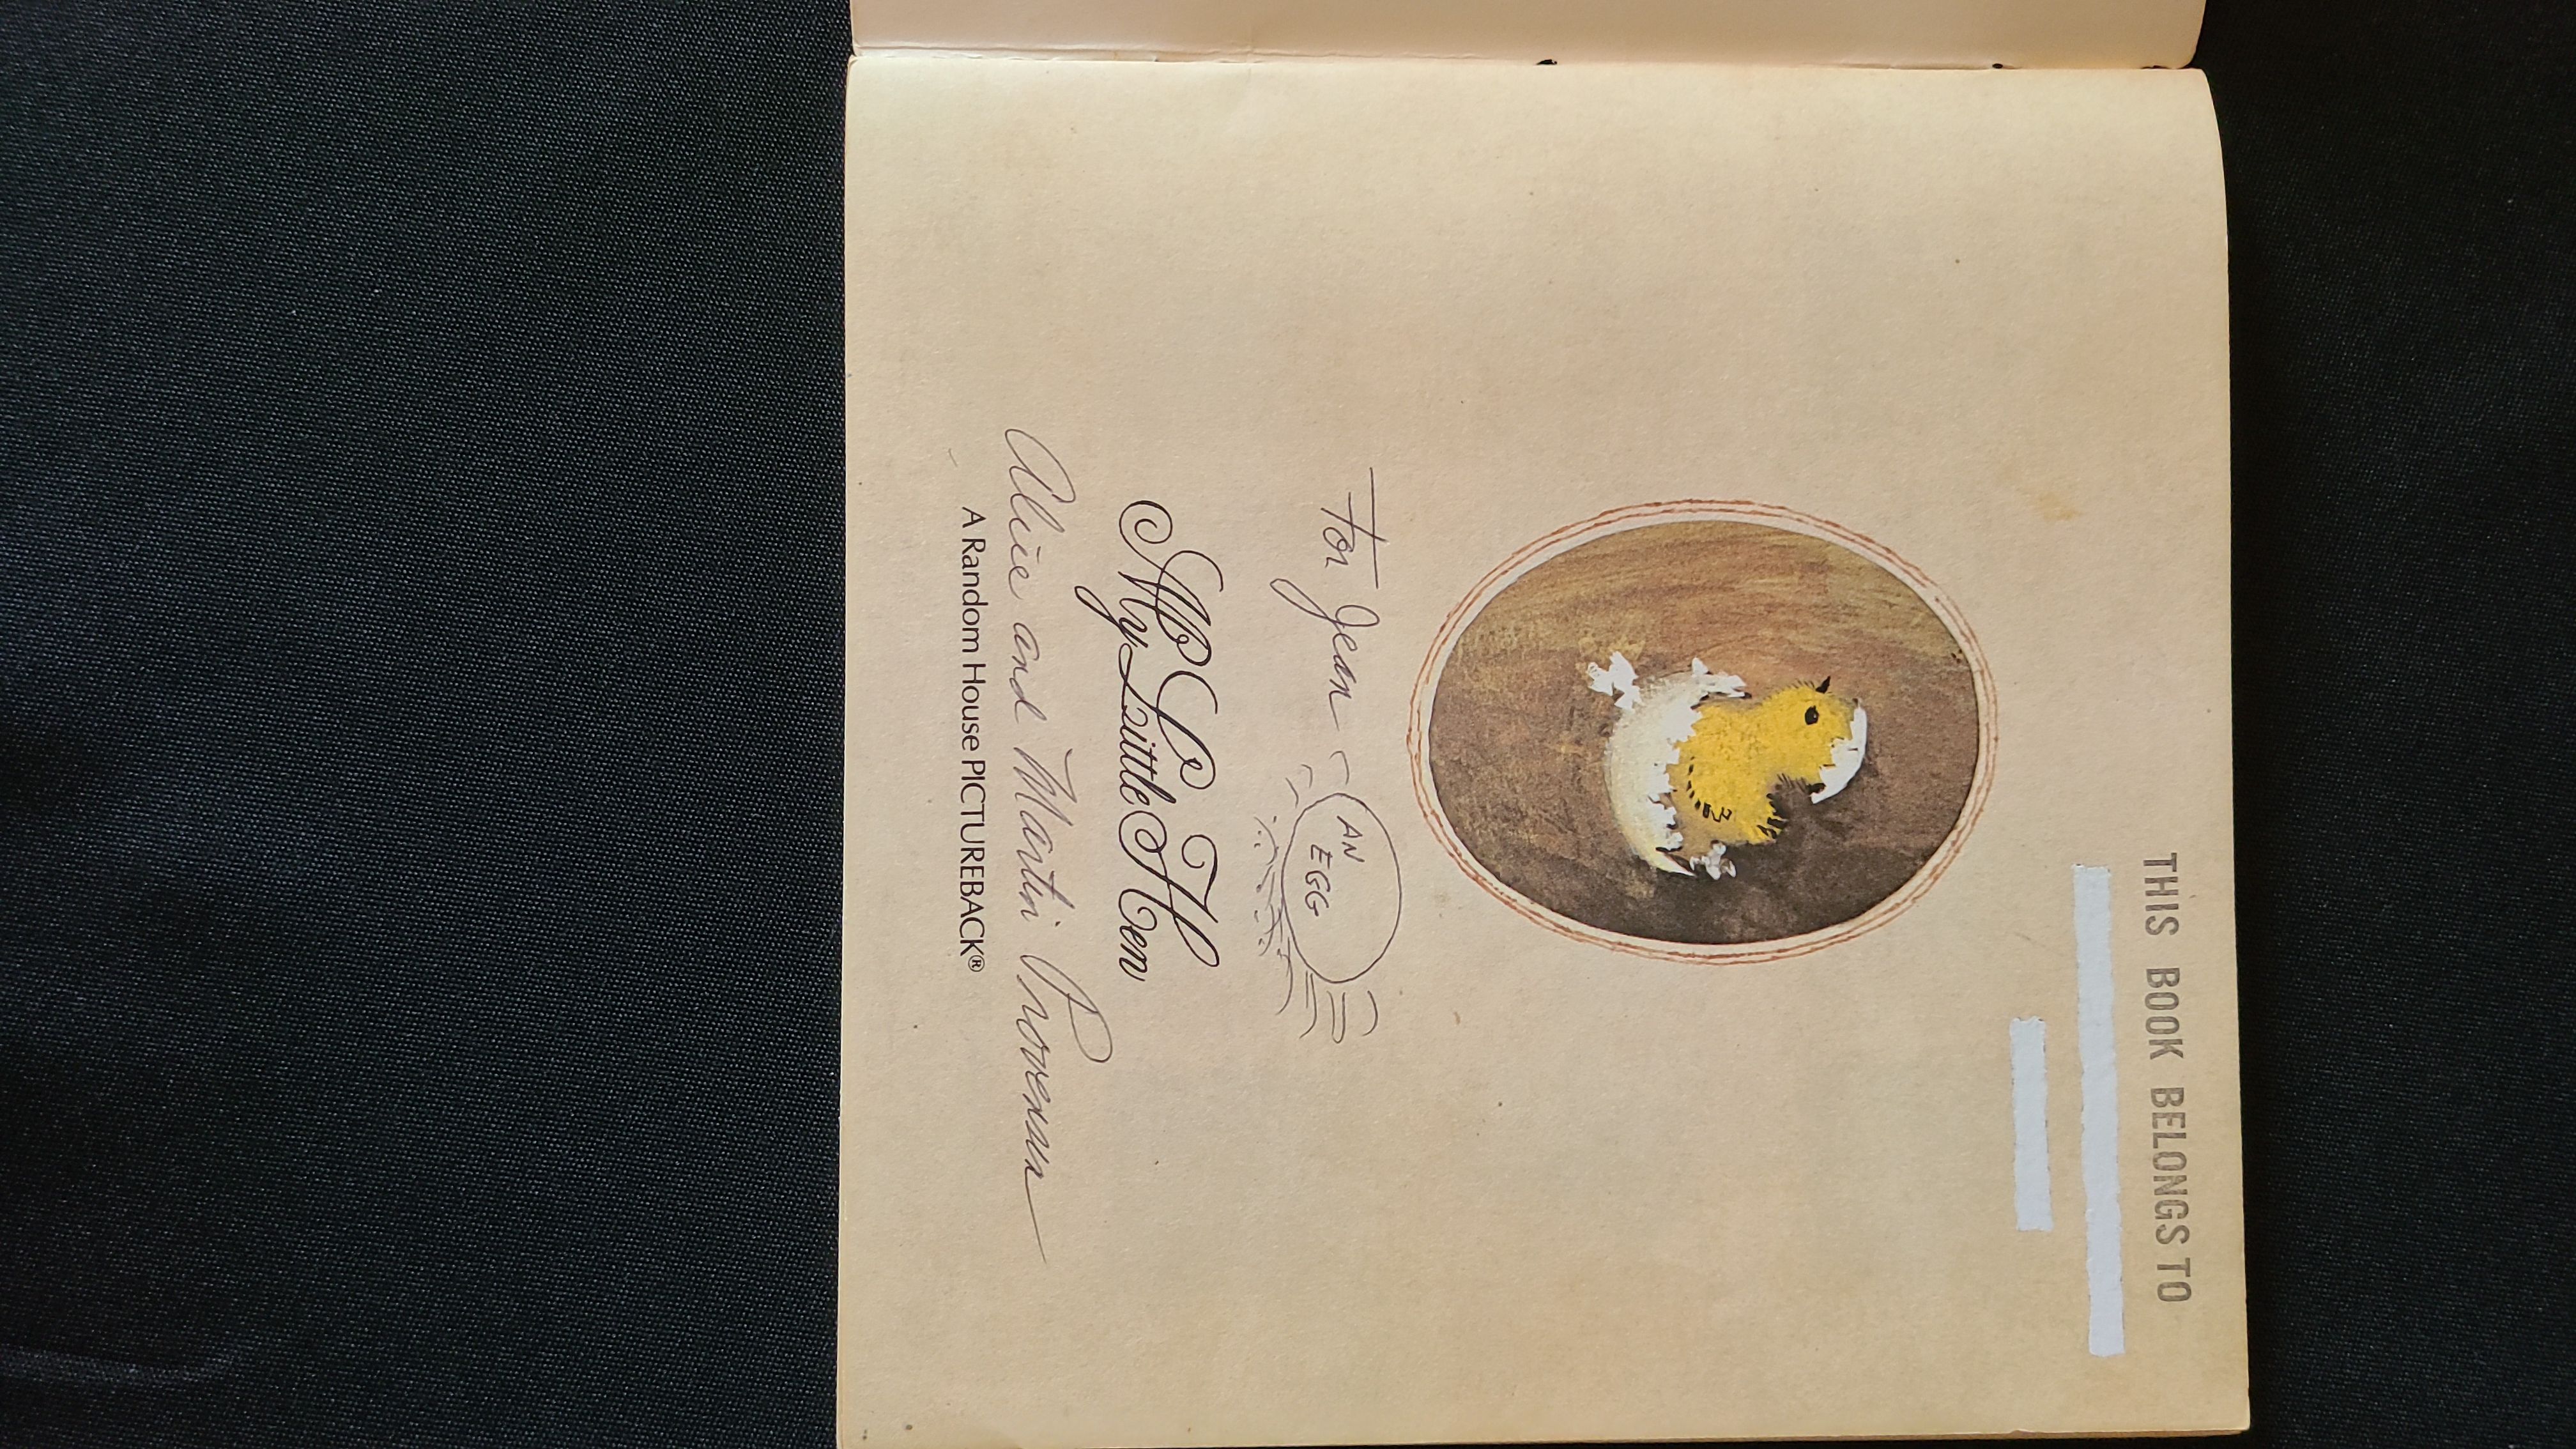 THIS BOOK BELONGS TO
For Jean
AN
EGG
My Little Hen
Alice and Martin Provensen
A Random House PICTUREBACK®